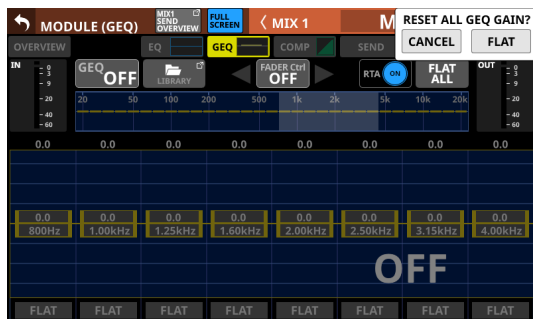 MODULE (GEQ)
MIX1
SEND
OVERVIEW
FULL
SCREEN
MIX 1
M
RESET ALL GEQ GAIN?
CANCEL
FLAT
OVERVIEW
EQ
GEQ
COMP
SEND
IN
0
3
9
20
40
60
GEQ
OFF
LIBRARY
FADER Ctrl
OFF
RTA
ON
FLAT
ALL
OUT
0
3
9
20
40
60
20 50 100 200 500 1k 2k 5k 10k 20k
0.0 0.0 0.0 0.0 0.0 0.0 0.0 0.0
0.0 0.0 0.0 0.0 0.0 0.0 0.0 0.0
800Hz 1.00kHz 1.25kHz 1.60kHz 2.00kHz 2.50kHz 3.15kHz 4.00kHz
OFF
FLAT FLAT FLAT FLAT FLAT FLAT FLAT FLAT